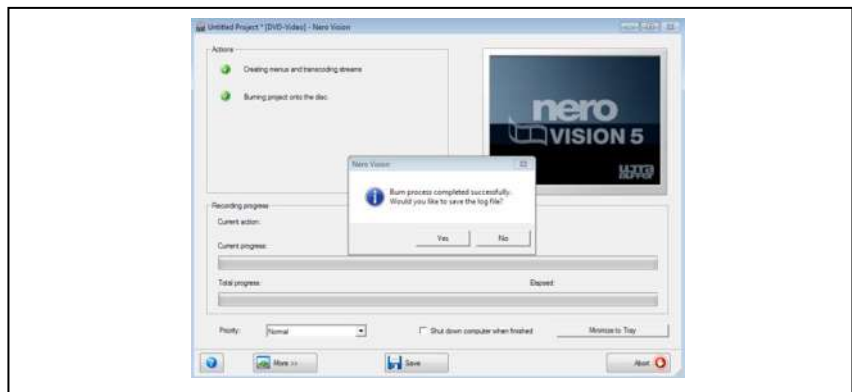 Untitled Project * [DVD-Video] - Nero Vision
Actions
Creating menus and transcoding streams
Burning project onto the disc.
nero
VISION 5
ULTRA
BUFFER
Nero Vision
Burn process completed successfully.
Would you like to save the log file?
Yes
No
Recording progress
Current action:
Current progress:
Total progress:
Elapsed:
Priority:
Normal
Shut down computer when finished
Minimize to Tray
More >>
Save
Abort